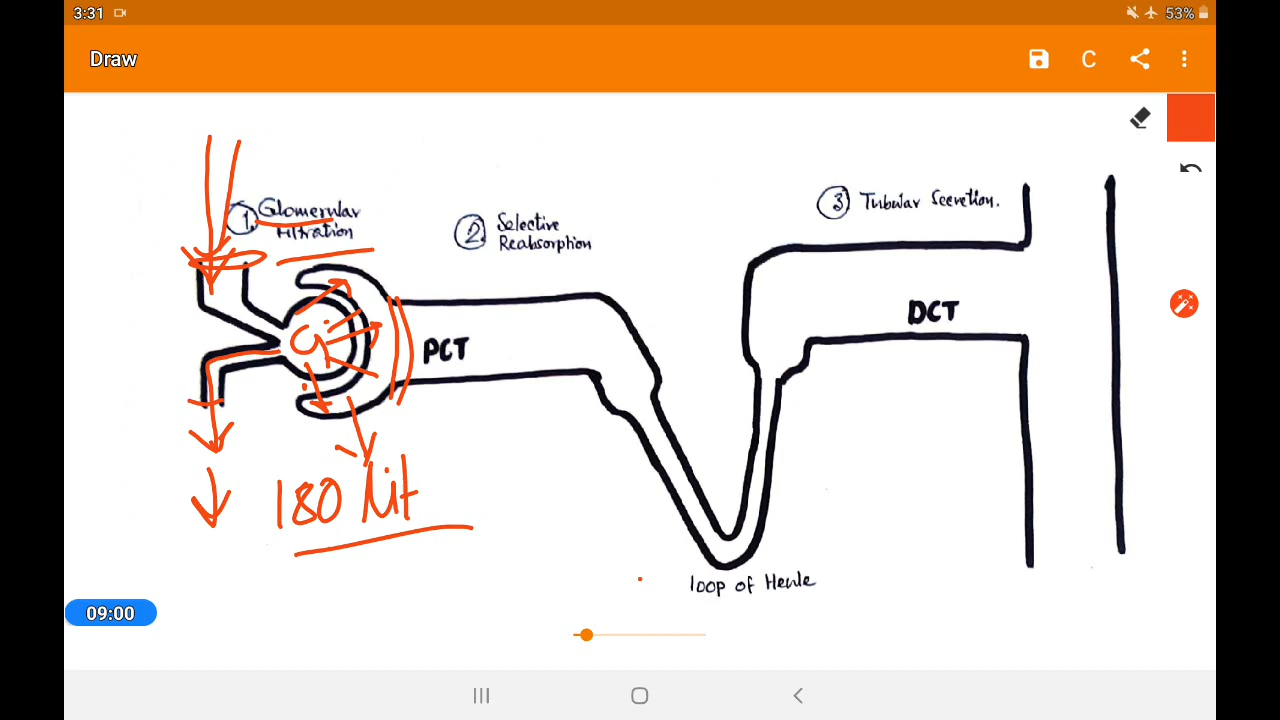 3:31
53%
Draw
C
1 Glomerular
Filtration
2 Selective
Reabsorption
3 Tubular Secretion.
G
PCT
DCT
180 Lit
loop of Henle
09:00